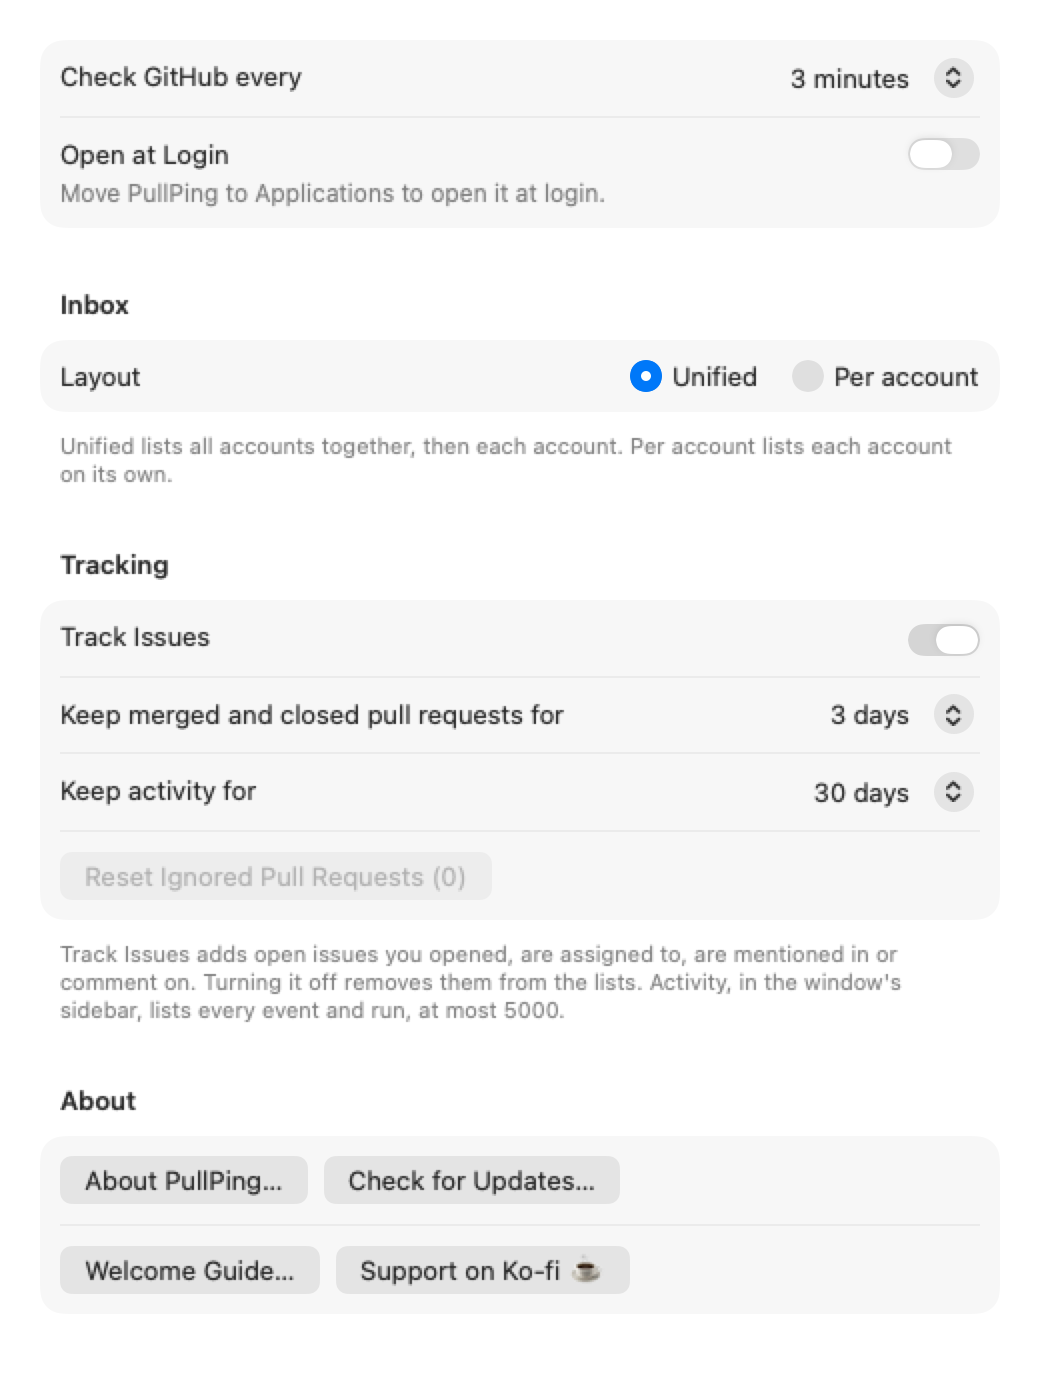 Check GitHub every
3 minutes
Open at Login
Move PullPing to Applications to open it at login.
Inbox
Layout
Unified
Per account
Unified lists all accounts together, then each account. Per account lists each account
on its own.
Tracking
Track Issues
Keep merged and closed pull requests for
3 days
Keep activity for
30 days
Reset Ignored Pull Requests (0)
Track Issues adds open issues you opened, are assigned to, are mentioned in or
comment on. Turning it off removes them from the lists. Activity, in the window's
sidebar, lists every event and run, at most 5000.
About
About PullPing...
Check for Updates...
Welcome Guide...
Support on Ko-fi ☕